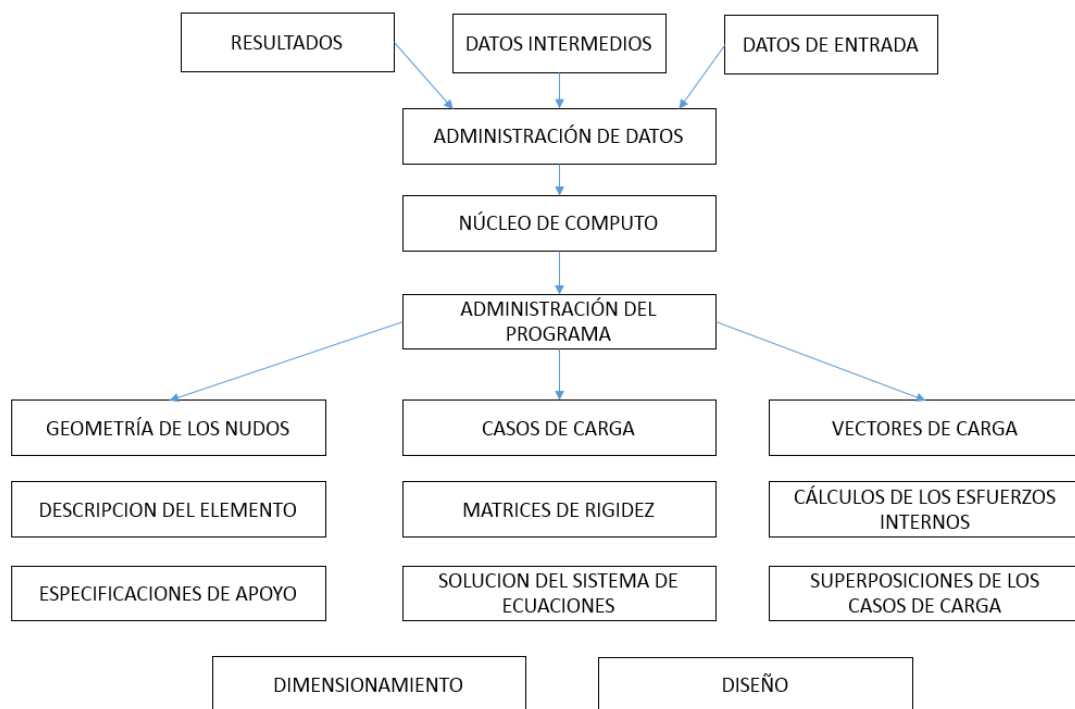 RESULTADOS
DATOS INTERMEDIOS
DATOS DE ENTRADA
ADMINISTRACIÓN DE DATOS
NÚCLEO DE COMPUTO
ADMINISTRACIÓN DEL
PROGRAMA
GEOMETRÍA DE LOS NUDOS
CASOS DE CARGA
VECTORES DE CARGA
DESCRIPCION DEL ELEMENTO
MATRICES DE RIGIDEZ
CÁLCULOS DE LOS ESFUERZOS
INTERNOS
ESPECIFICACIONES DE APOYO
SOLUCION DEL SISTEMA DE
ECUACIONES
SUPERPOSICIONES DE LOS
CASOS DE CARGA
DIMENSIONAMIENTO
DISEÑO